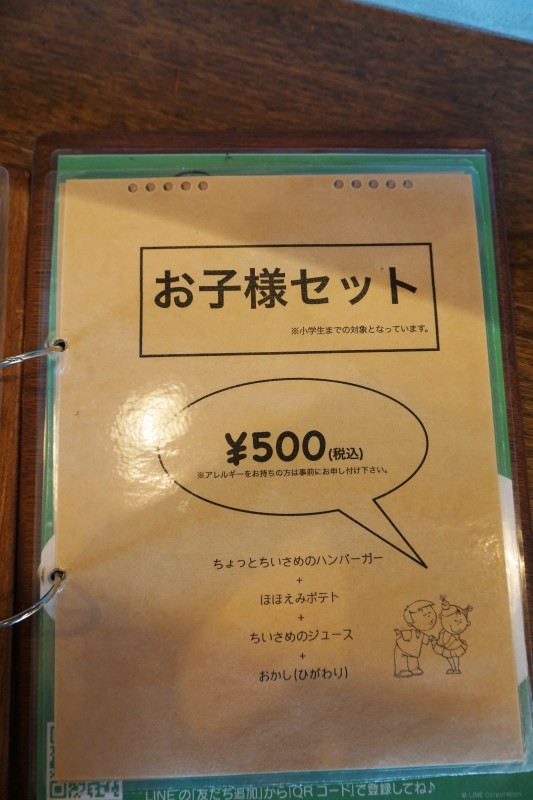 お子様セット
※小学生までの対象となっています。
¥500(税込)
※アレルギーをお持ちの方は事前にお申し付け下さい。
ちょっとちいさめのハンバーガー
+
ほほえみポテト
+
ちいさめのジュース
+
おかし(ひがわり)
LINEの[友だち追加]から「QRコード」で登録してね♪
© LINE Corporation